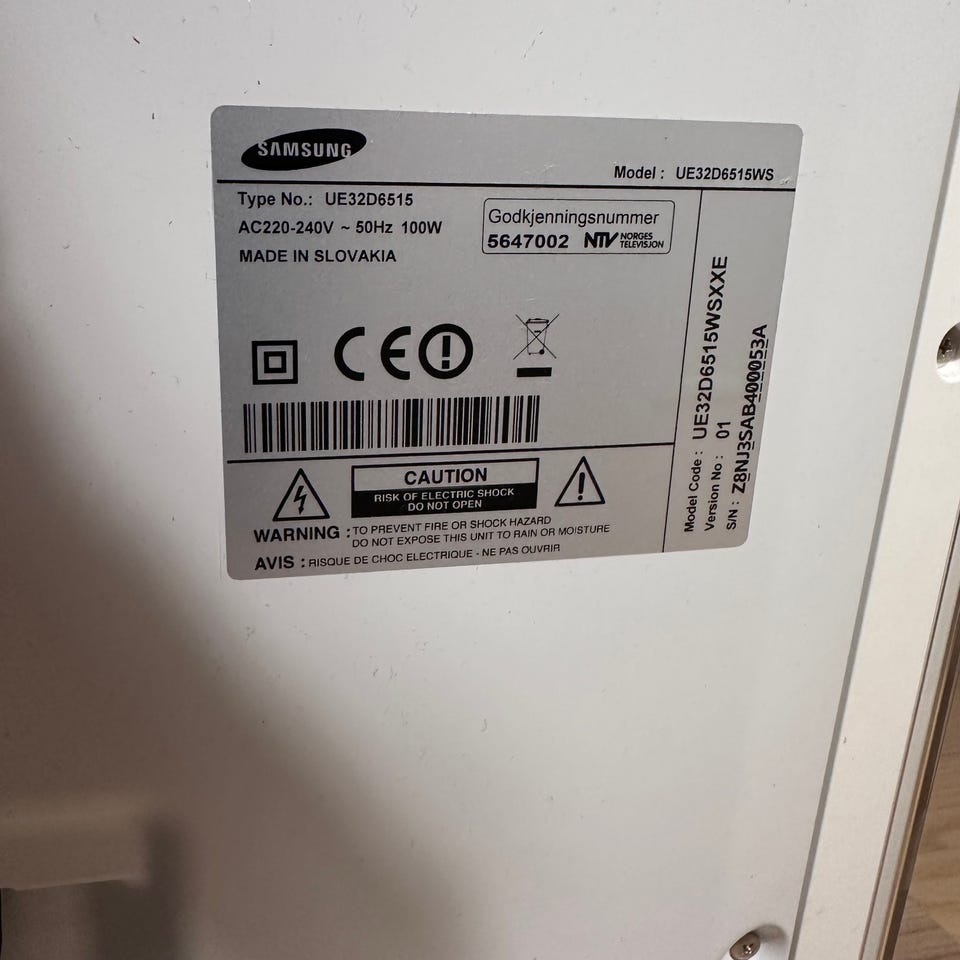 SAMSUNG
Model : UE32D6515WS
Type No.: UE32D6515
AC220-240V ~ 50Hz 100W
MADE IN SLOVAKIA
Godkjenningsnummer
5647002 NTV NORGES TELEVISJON
CE
CAUTION
RISK OF ELECTRIC SHOCK
DO NOT OPEN
WARNING : TO PREVENT FIRE OR SHOCK HAZARD
DO NOT EXPOSE THIS UNIT TO RAIN OR MOISTURE
AVIS : RISQUE DE CHOC ELECTRIQUE - NE PAS OUVRIR
Model Code : UE32D6515WSXXE
Version No : 01
S/N : Z8NJ3SAB400053A